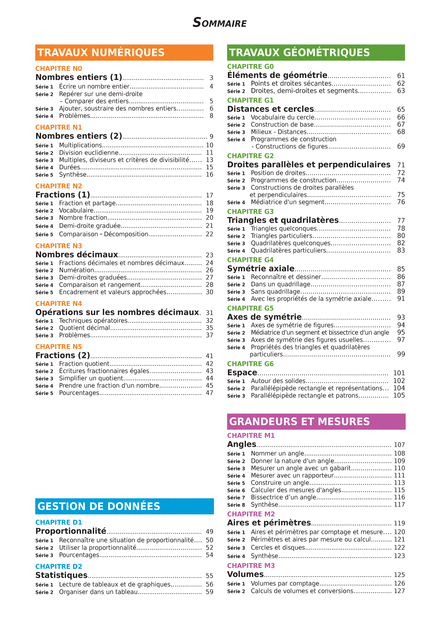 SOMMAIRE
TRAVAUX NUMÉRIQUES
CHAPITRE N0
Nombres entiers (1)........ 3
Série 1 Écrire un nombre entier........ 4
Série 2 Repérer sur une demi-droite
– Comparer des entiers........ 5
Série 3 Ajouter, soustraire des nombres entiers........ 6
Série 4 Problèmes........ 8
CHAPITRE N1
Nombres entiers (2)........ 9
Série 1 Multiplications........ 10
Série 2 Division euclidienne........ 11
Série 3 Multiples, diviseurs et critères de divisibilité...... 13
Série 4 Durées........ 15
Série 5 Synthèse........ 16
CHAPITRE N2
Fractions (1)........ 17
Série 1 Fraction et partage........ 18
Série 2 Vocabulaire........ 19
Série 3 Nombre fraction........ 20
Série 4 Demi-droite graduée........ 21
Série 5 Comparaison – Décomposition........ 22
CHAPITRE N3
Nombres décimaux........ 23
Série 1 Fractions décimales et nombres décimaux........ 24
Série 2 Numération........ 26
Série 3 Demi-droites graduées........ 27
Série 4 Comparaison et rangement........ 28
Série 5 Encadrement et valeurs approchées........ 30
CHAPITRE N4
Opérations sur les nombres décimaux. 31
Série 1 Techniques opératoires........ 32
Série 2 Quotient décimal........ 35
Série 3 Problèmes........ 37
CHAPITRE N5
Fractions (2)........ 41
Série 1 Fraction quotient........ 42
Série 2 Écritures fractionnaires égales........ 43
Série 3 Simplifier un quotient........ 44
Série 4 Prendre une fraction d'un nombre........ 45
Série 5 Pourcentages........ 47
GESTION DE DONNÉES
CHAPITRE D1
Proportionnalité........ 49
Série 1 Reconnaître une situation de proportionnalité.... 50
Série 2 Utiliser la proportionnalité........ 52
Série 3 Pourcentages........ 54
CHAPITRE D2
Statistiques........ 55
Série 1 Lecture de tableaux et de graphiques........ 56
Série 2 Organiser dans un tableau........ 59
TRAVAUX GÉOMÉTRIQUES
CHAPITRE G0
Éléments de géométrie........ 61
Série 1 Points et droites sécantes........ 62
Série 2 Droites, demi-droites et segments........ 63
CHAPITRE G1
Distances et cercles........ 65
Série 1 Vocabulaire du cercle........ 66
Série 2 Construction de base........ 67
Série 3 Milieux - Distances........ 68
Série 4 Programmes de construction
- Constructions de figures........ 69
CHAPITRE G2
Droites parallèles et perpendiculaires 71
Série 1 Position de droites........ 72
Série 2 Programmes de construction........ 74
Série 3 Constructions de droites parallèles
et perpendiculaires........ 75
Série 4 Médiatrice d'un segment........ 76
CHAPITRE G3
Triangles et quadrilatères........ 77
Série 1 Triangles quelconques........ 78
Série 2 Triangles particuliers........ 80
Série 3 Quadrilatères quelconques........ 82
Série 4 Quadrilatères particuliers........ 83
CHAPITRE G4
Symétrie axiale........ 85
Série 1 Reconnaître et dessiner........ 86
Série 2 Dans un quadrillage........ 87
Série 3 Sans quadrillage........ 89
Série 4 Avec les propriétés de la symétrie axiale........ 91
CHAPITRE G5
Axes de symétrie........ 93
Série 1 Axes de symétrie de figures........ 94
Série 2 Médiatrice d'un segment et bissectrice d'un angle 95
Série 3 Axes de symétrie de figures usuelles........ 97
Série 4 Propriétés des triangles et quadrilatères
particuliers........ 99
CHAPITRE G6
Espace........ 101
Série 1 Autour des solides........ 102
Série 2 Parallélépipède rectangle et représentations... 104
Série 3 Parallélépipède rectangle et patrons........ 105
GRANDEURS ET MESURES
CHAPITRE M1
Angles........ 107
Série 1 Nommer un angle........ 108
Série 2 Donner la nature d'un angle........ 109
Série 3 Mesurer un angle avec un gabarit........ 110
Série 4 Mesurer avec un rapporteur........ 111
Série 5 Construire un angle........ 113
Série 6 Calculer des mesures d'angles........ 115
Série 7 Bissectrice d'un angle........ 116
Série 8 Synthèse........ 117
CHAPITRE M2
Aires et périmètres........ 119
Série 1 Aires et périmètres par comptage et mesure.... 120
Série 2 Périmètres et aires par mesure ou calcul........ 121
Série 3 Cercles et disques........ 122
Série 4 Synthèse........ 123
CHAPITRE M3
Volumes........ 125
Série 1 Volumes par comptage........ 126
Série 2 Calculs de volumes et conversions........ 127